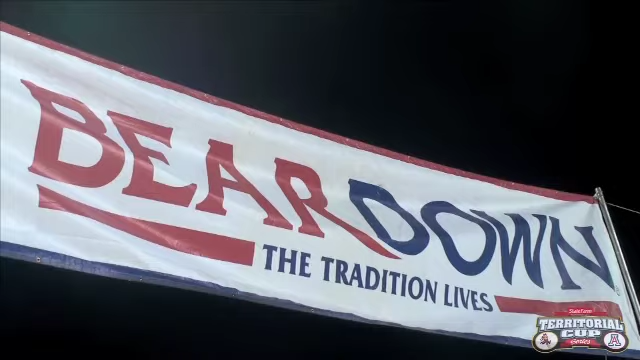 BEAR DOWN
THE TRADITION LIVES
State Farm
TERRITORIAL
CUP
Series
A